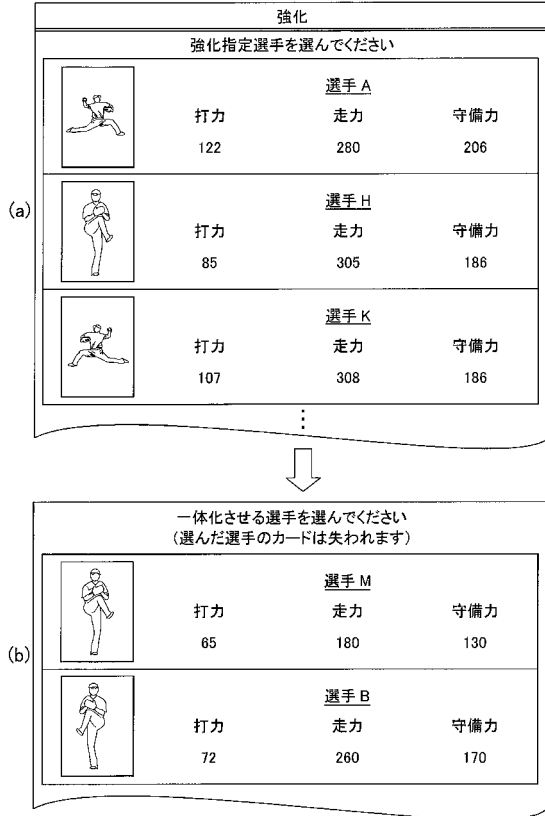 強化
強化指定選手を選んでください
選手 A
打力 走力 守備力
122 280 206
(a)
選手 H
打力 走力 守備力
85 305 186
選手 K
打力 走力 守備力
107 308 186
一体化させる選手を選んでください
(選んだ選手のカードは失われます)
選手 M
打力 走力 守備力
65 180 130
(b)
選手 B
打力 走力 守備力
72 260 170